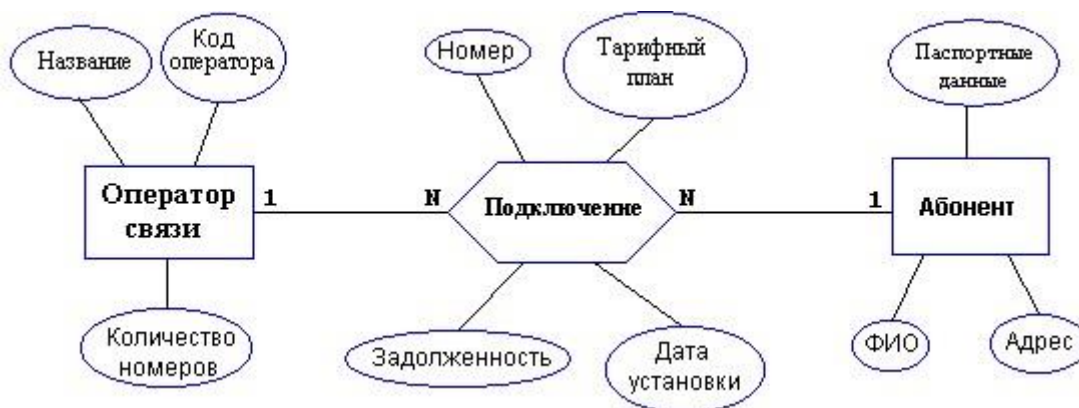 Название
Код
оператора
Номер
Тарифный
план
Паспортные
данные
Оператор
связи
1
N
Подключение
N
1
Абонент
Количество
номеров
Задолженность
Дата
установки
ФИО
Адрес